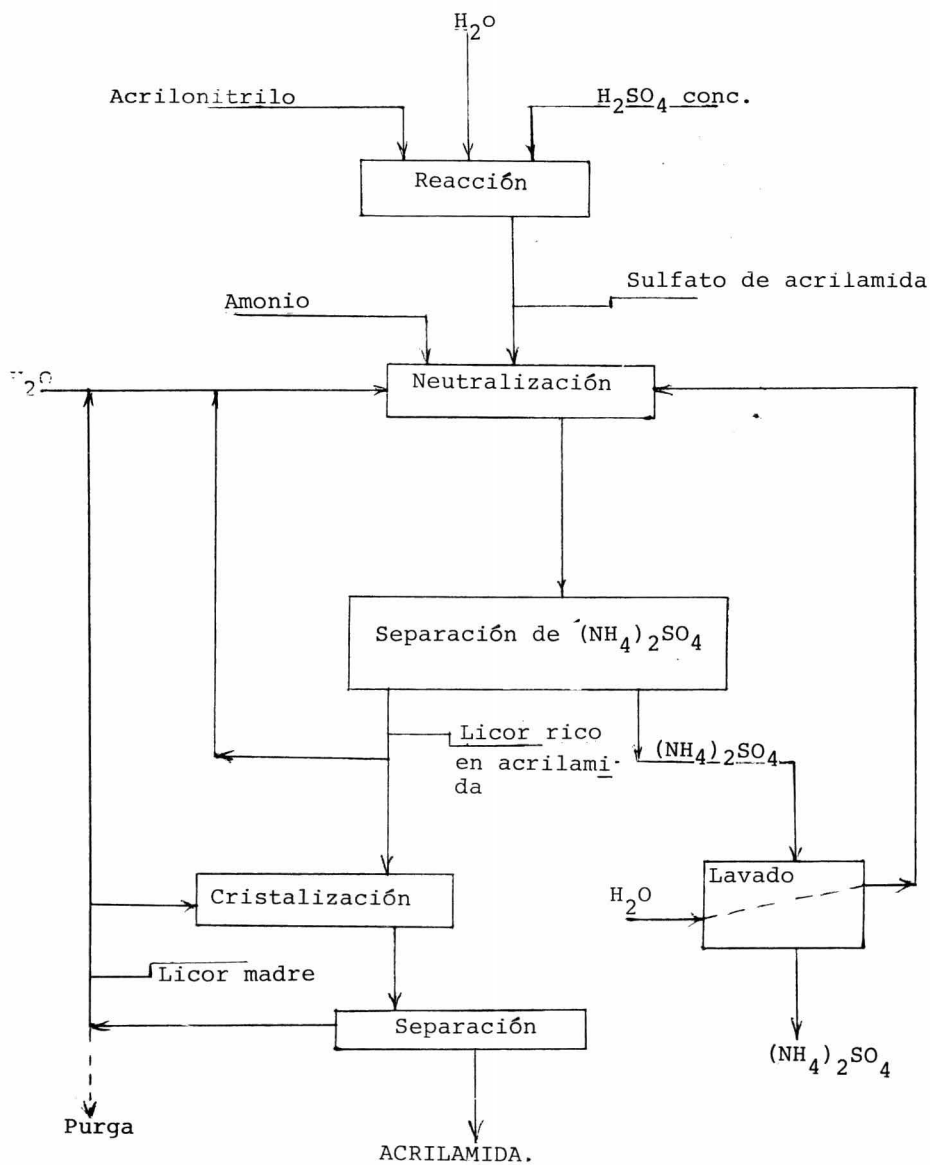 H₂O
Acrilonitrilo
H₂SO₄ conc.
Reacción
Sulfato de acrilamida
Amonio
Neutralización
Separación de (NH₄)₂SO₄
Licor rico
en acrilami-
da
(NH₄)₂SO₄
Cristalización
Lavado
H₂O
Licor madre
Separación
(NH₄)₂SO₄
Purga
ACRILAMIDA.